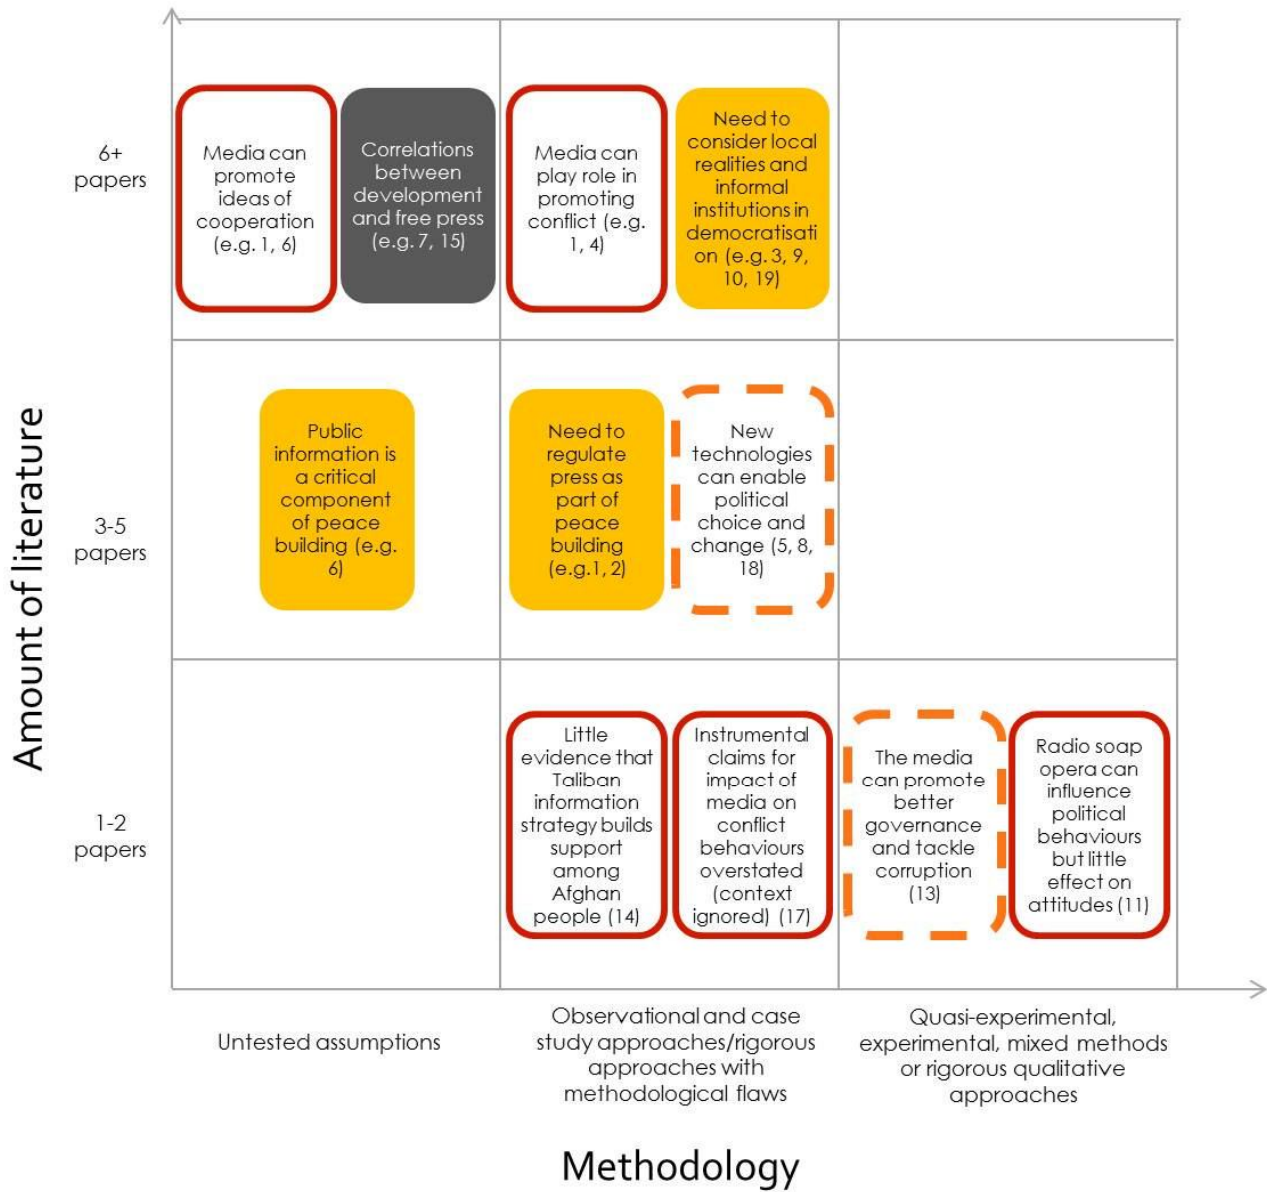 Amount of literature
6+
papers
Media can
promote
ideas of
cooperation
(e.g. 1, 6)
Correlations
between
development
and free press
(e.g. 7, 15)
Media can
play role in
promoting
conflict (e.g.
1, 4)
Need to
consider local
realities and
informal
institutions in
democratisati
on (e.g. 3, 9,
10, 19)
3-5
papers
Public
information is
a critical
component
of peace
building (e.g.
6)
Need to
regulate
press as
part of
peace
building
(e.g.1, 2)
New
technologies
can enable
political
choice and
change (5, 8,
18)
1-2
papers
Little
evidence that
Taliban
information
strategy builds
support
among
Afghan
people (14)
Instrumental
claims for
impact of
media on
conflict
behaviours
overstated
(context
ignored) (17)
The media
can promote
better
governance
and tackle
corruption
(13)
Radio soap
opera can
influence
political
behaviours
but little
effect on
attitudes (11)
Untested assumptions
Observational and case
study approaches/rigorous
approaches with
methodological flaws
Quasi-experimental,
experimental, mixed methods
or rigorous qualitative
approaches
Methodology